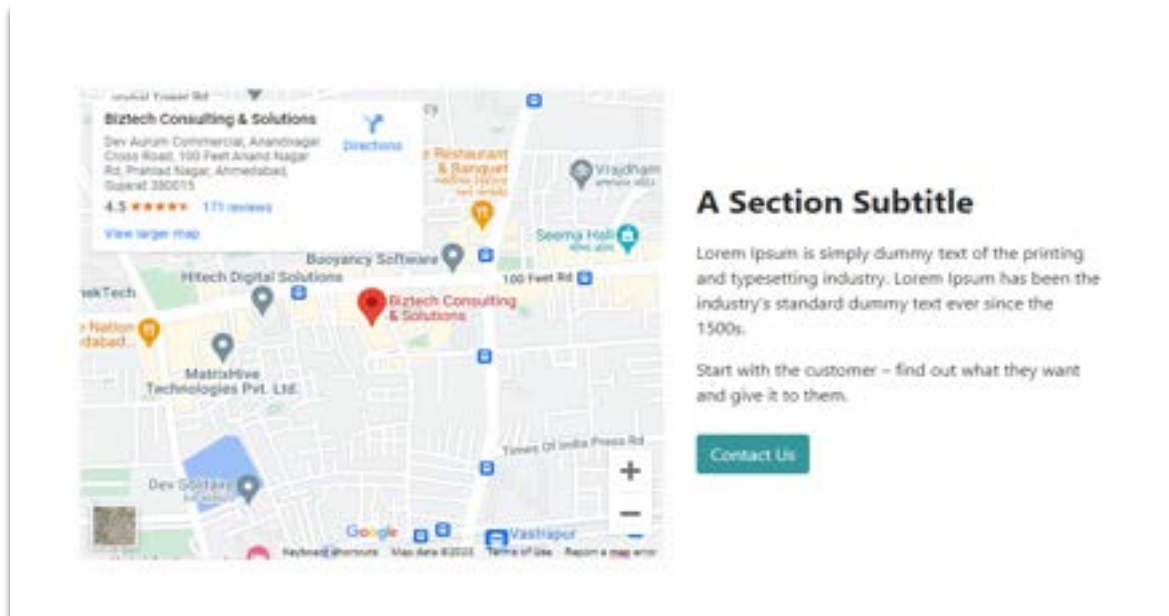 Biztech Consulting & Solutions
Dev Aurum Commercial, Anandnagar
Cross Road, 100 Feet Anand Nagar
Rd, Prahlad Nagar, Ahmedabad,
Gujarat 380015
4.5 171 reviews
View larger map
Directions
Restaurant
& Banquet
Vrajdham
Seema Hall
Buoyancy Software
Hitech Digital Solutions
100 Feet Rd
Biztech Consulting
& Solutions
Nation
MatrixHive
Technologies Pvt. Ltd.
Times Of India Press Rd
Dev Solitaire
Google
Vastrapur
Keyboard shortcuts Map data ©2023 Terms of Use Report a map error
A Section Subtitle
Lorem Ipsum is simply dummy text of the printing
and typesetting industry. Lorem Ipsum has been the
industry's standard dummy text ever since the
1500s.
Start with the customer – find out what they want
and give it to them.
Contact Us